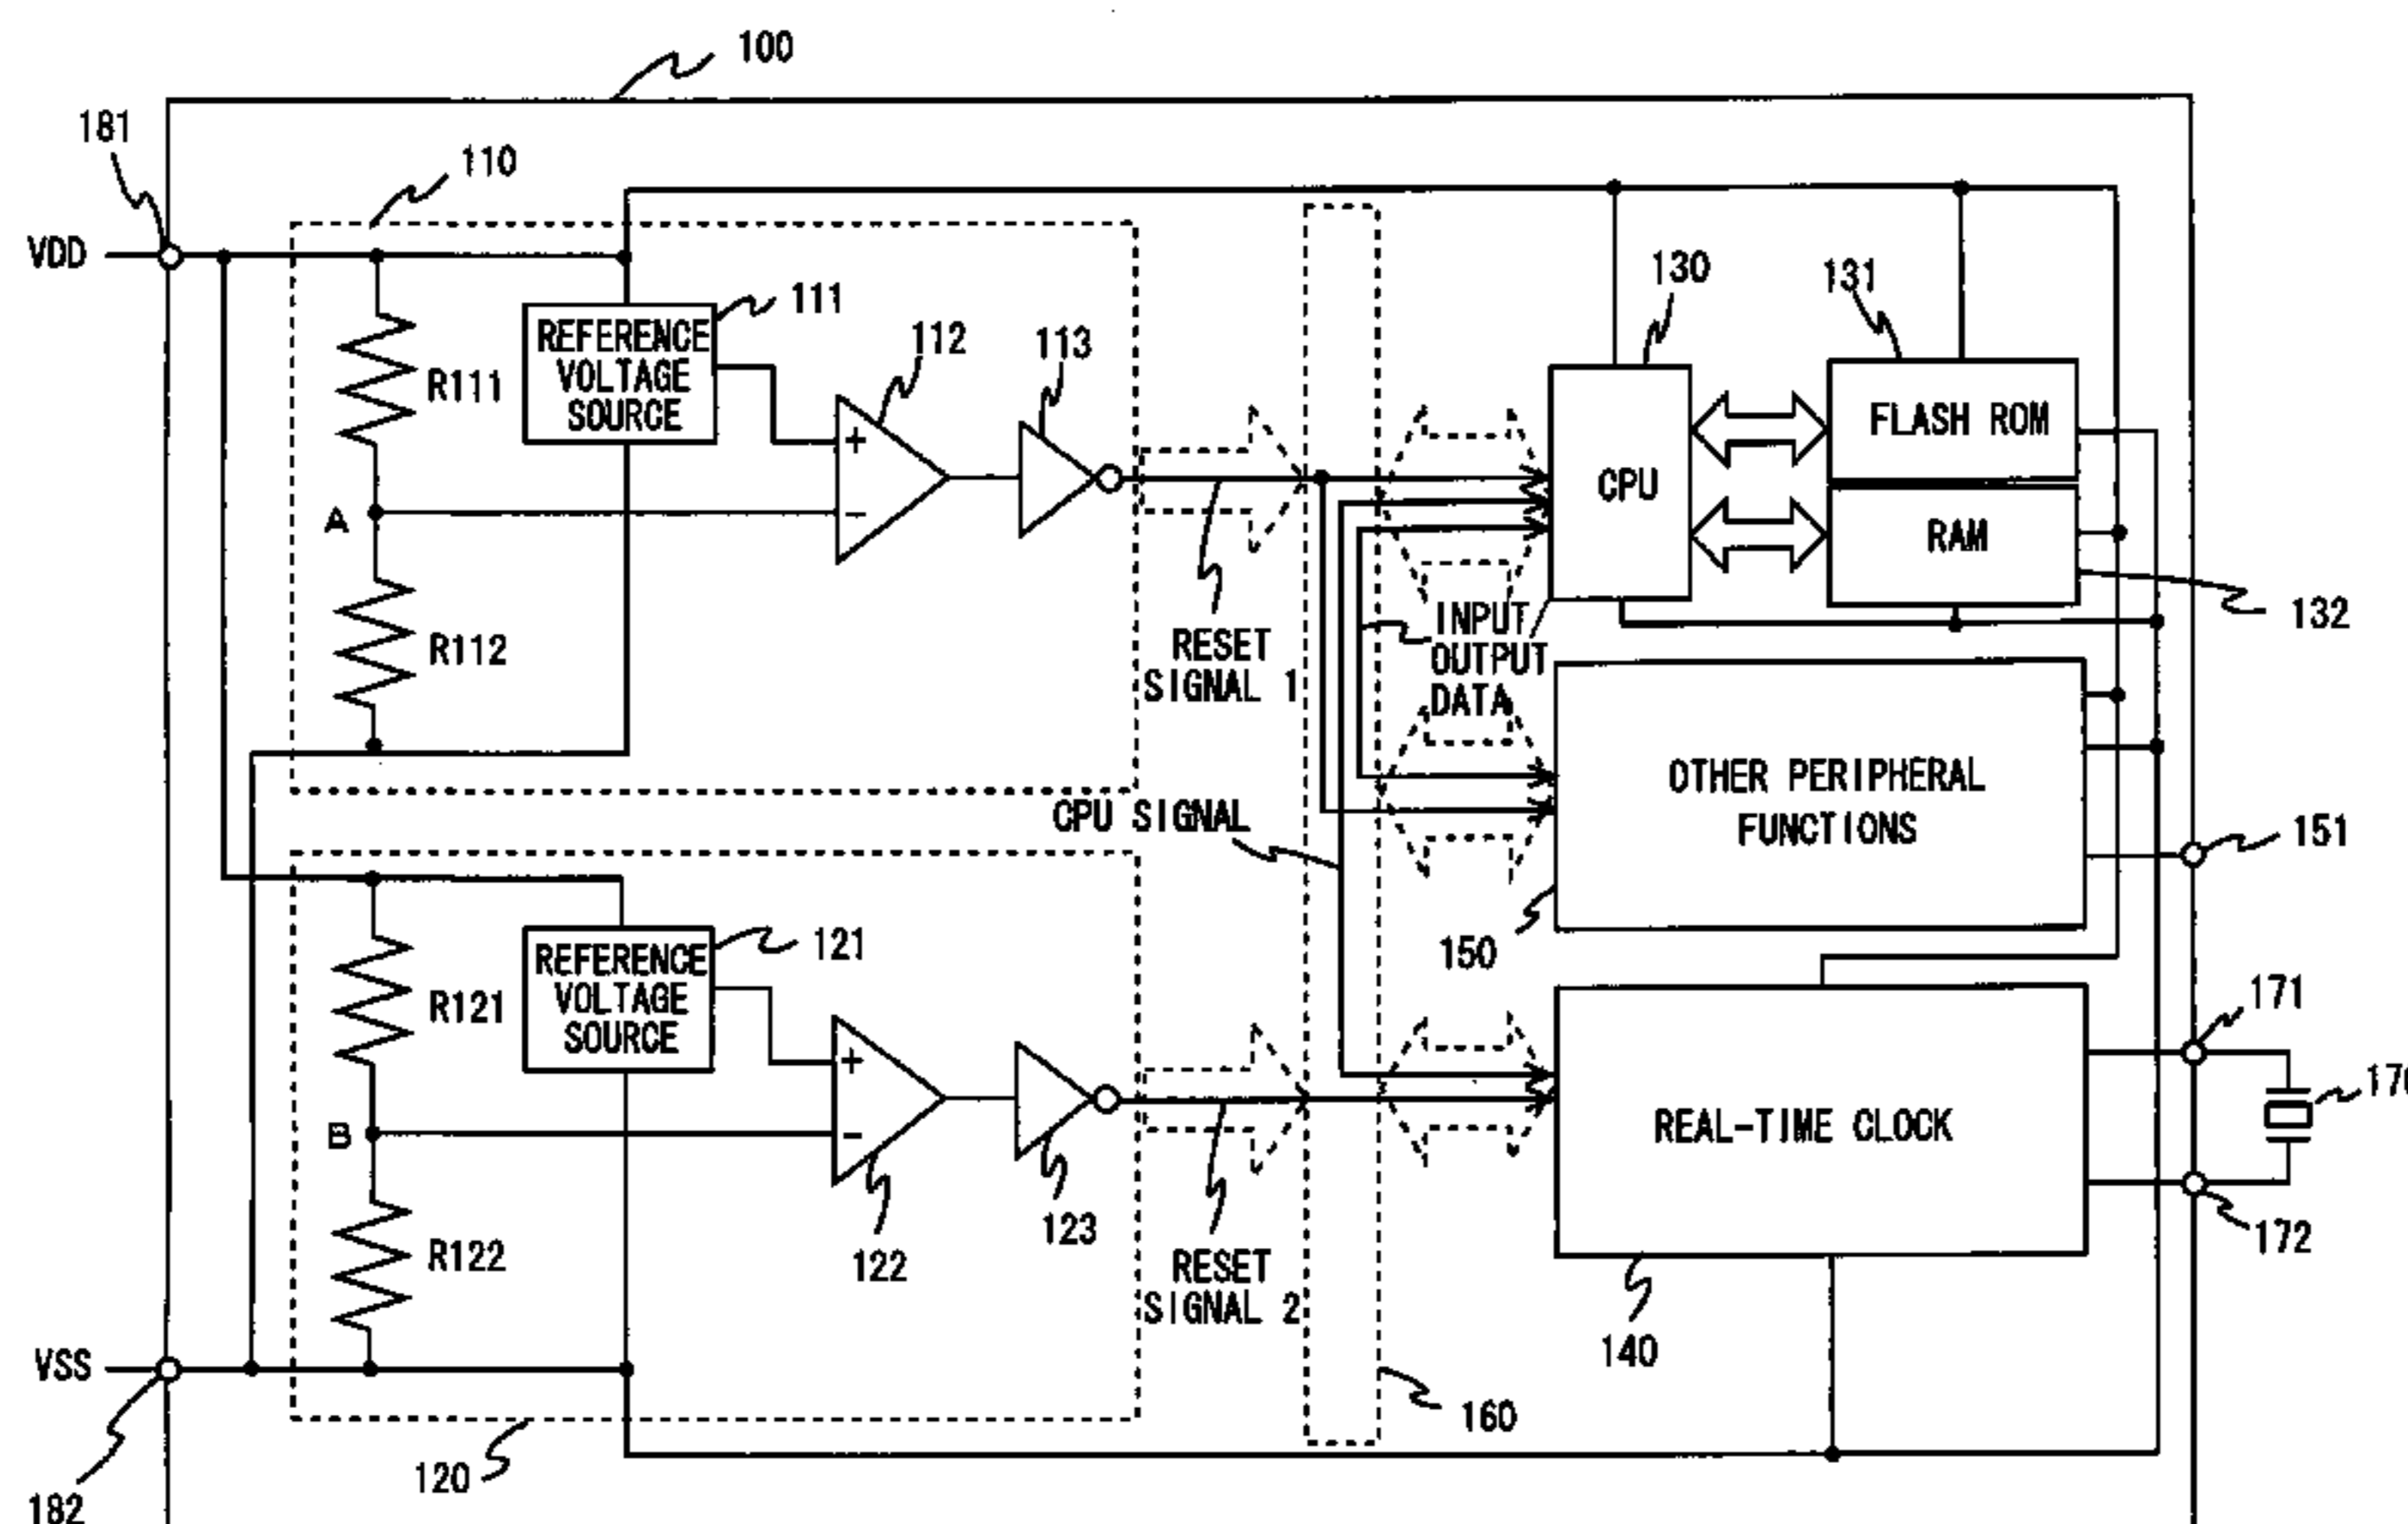 100
181
110
VDD
REFERENCE
VOLTAGE
SOURCE
111
112
113
130
131
R111
A
R112
CPU
FLASH ROM
RAM
132
RESET
SIGNAL 1
INPUT
OUTPUT
DATA
CPU SIGNAL
OTHER PERIPHERAL
FUNCTIONS
151
150
REFERENCE
VOLTAGE
SOURCE
121
R121
B
R122
122
123
RESET
SIGNAL 2
REAL-TIME CLOCK
171
172
140
160
VSS
182
120